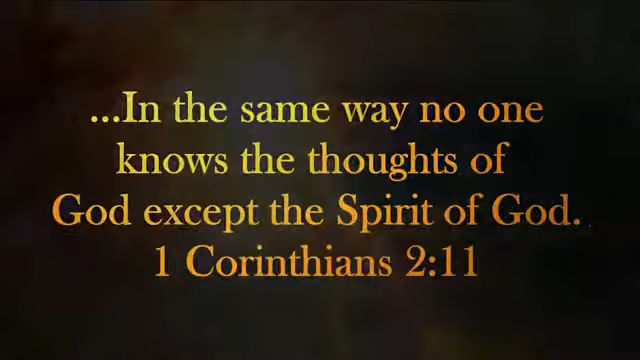 ...In the same way no one
knows the thoughts of
God except the Spirit of God.
1 Corinthians 2:11